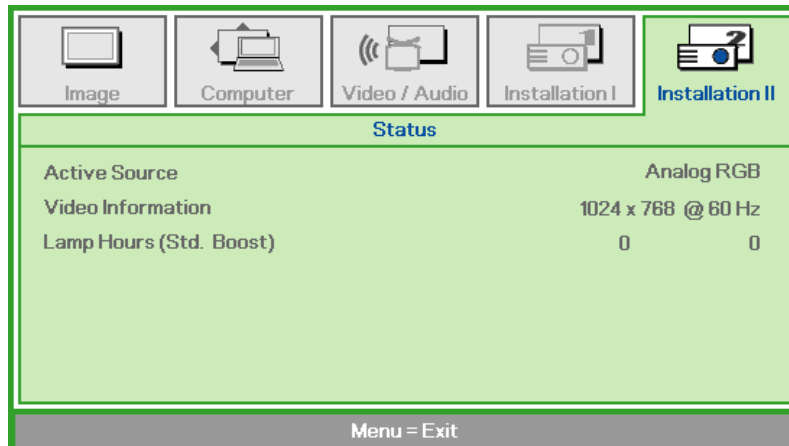 Image Computer Video / Audio Installation I Installation II
Status
Active Source Analog RGB
Video Information 1024 x 768 @ 60 Hz
Lamp Hours (Std. Boost) 0 0
Menu = Exit